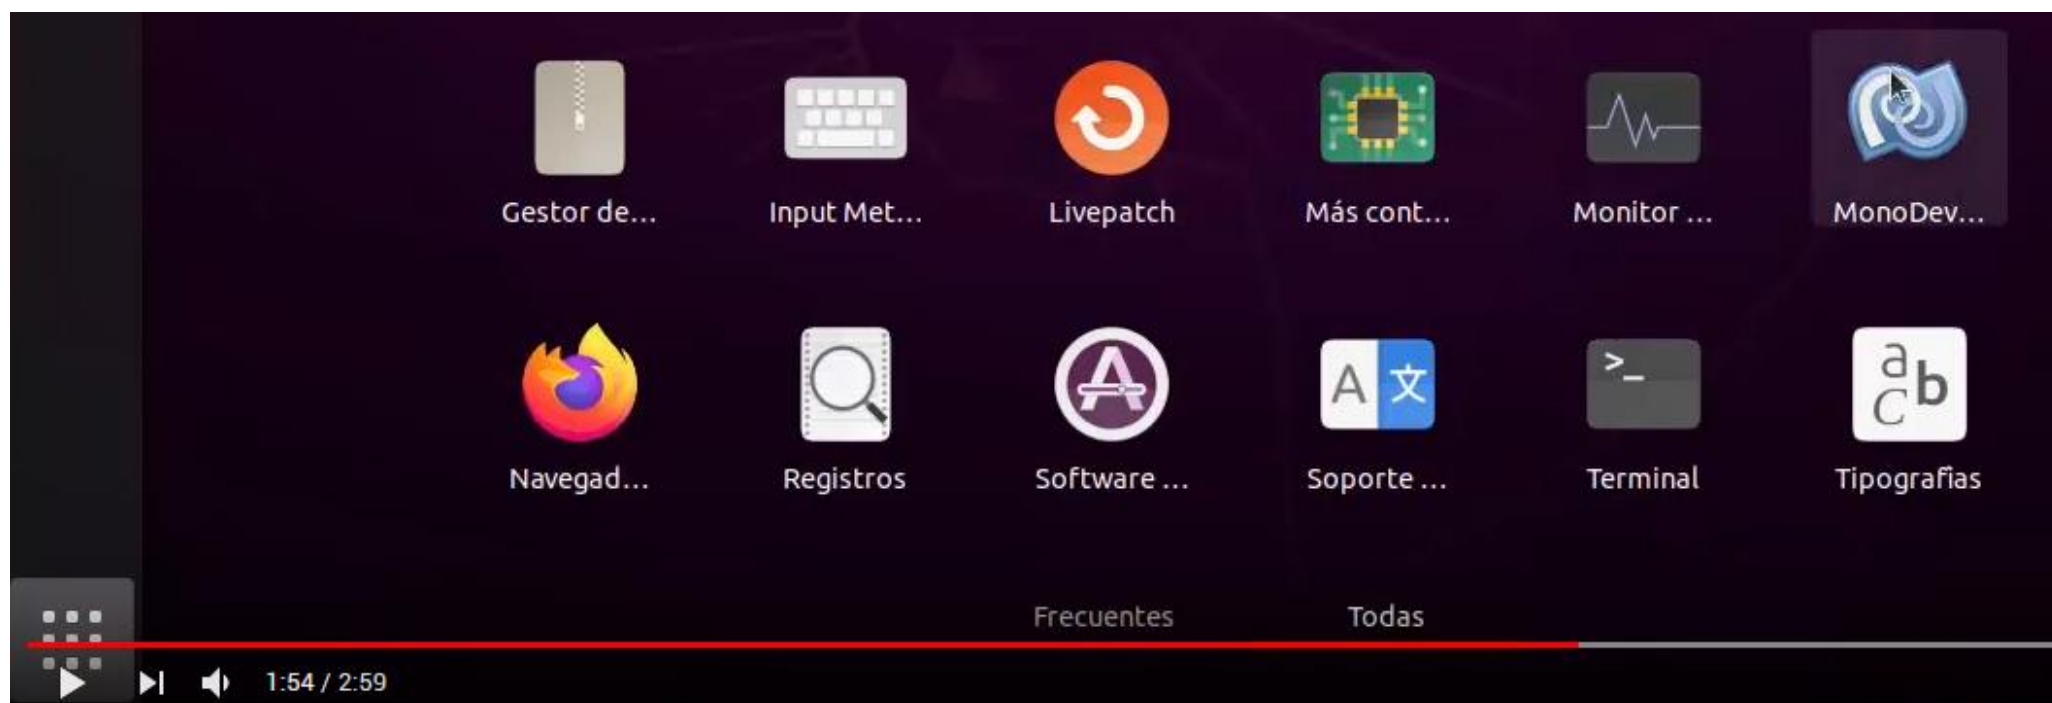 Gestor de... Input Met... Livepatch Más cont... Monitor ... MonoDev...
A 文 >_ a b c
Navegad... Registros Software ... Soporte ... Terminal Tipografías
Frecuentes Todas
1:54 / 2:59